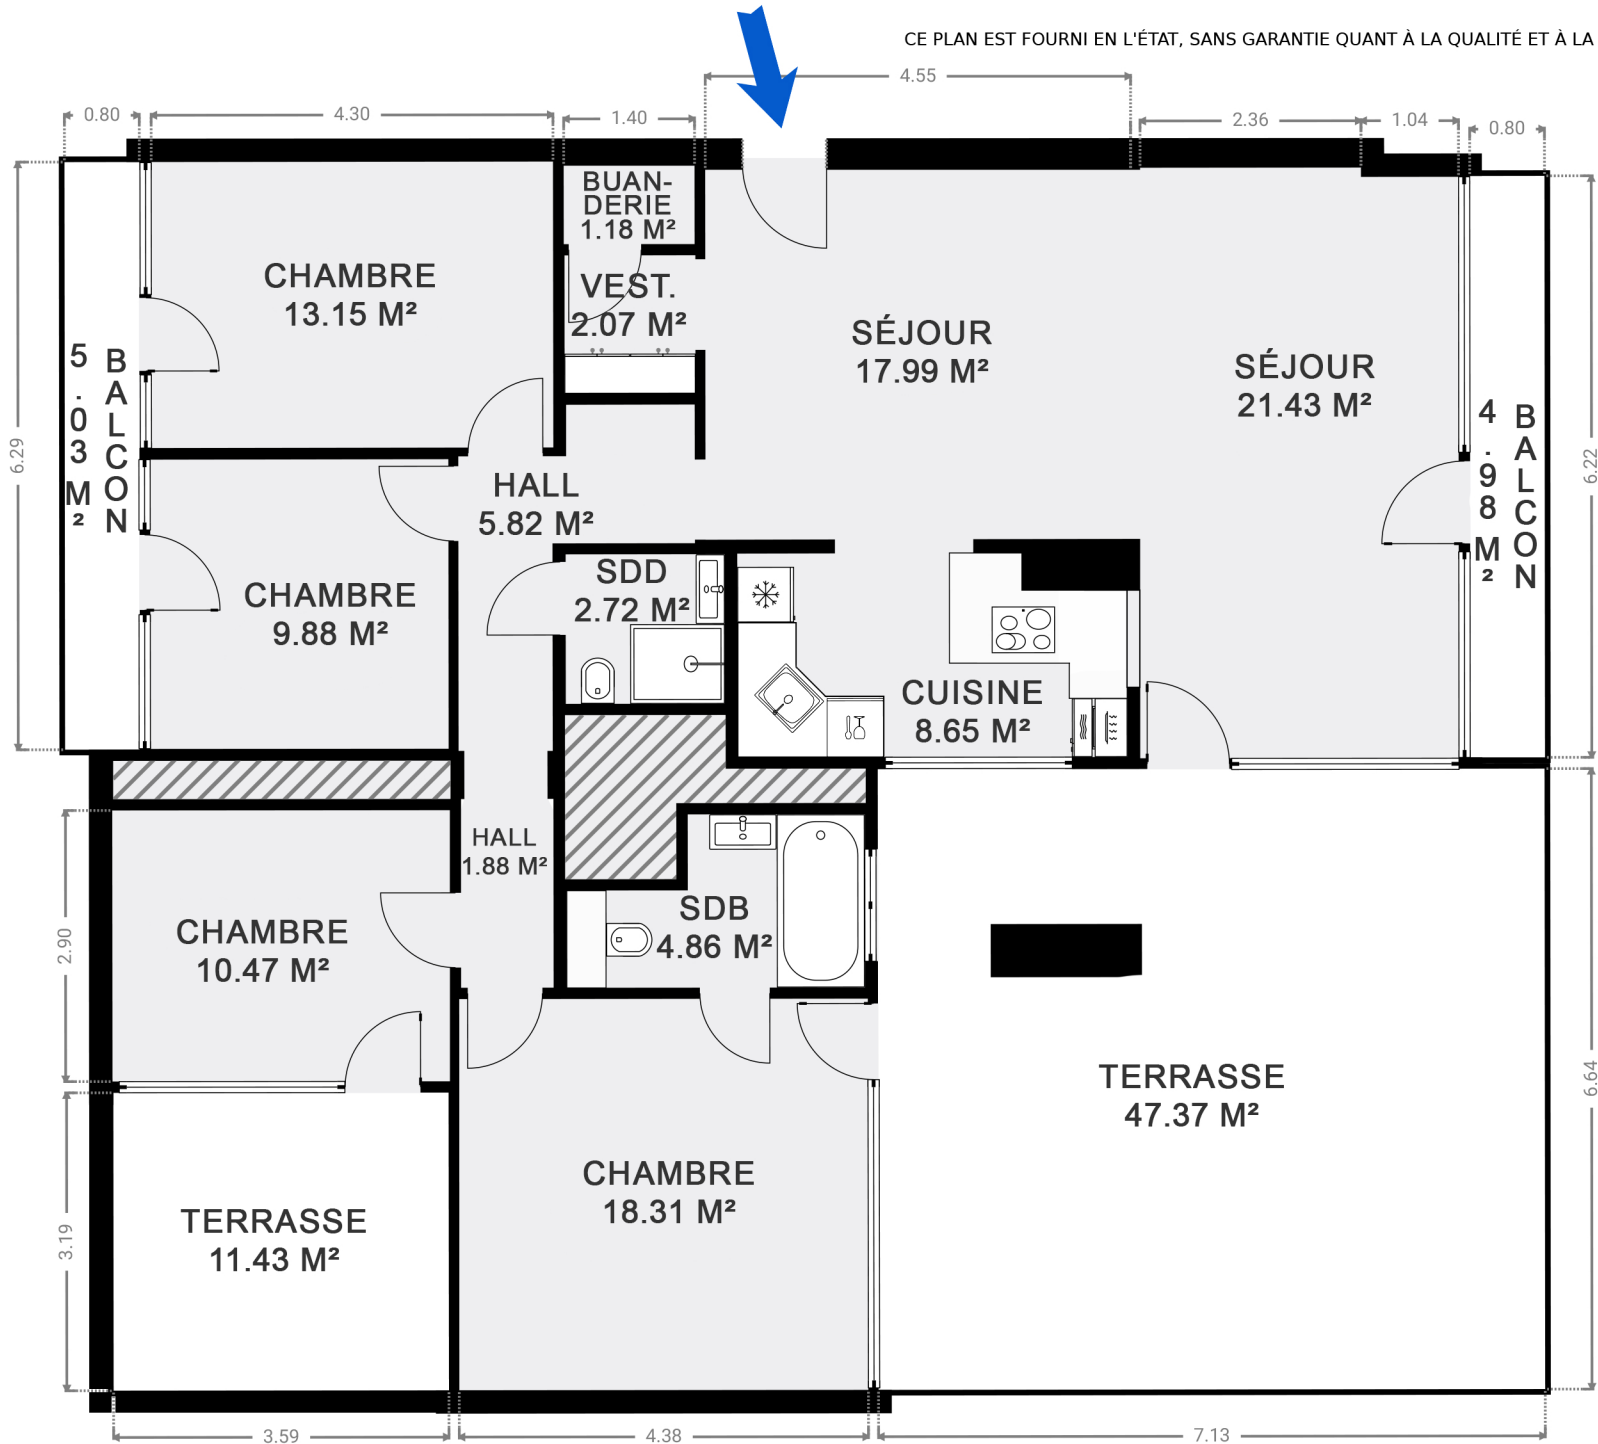 CE PLAN EST FOURNI EN L'ÉTAT, SANS GARANTIE QUANT À LA QUALITÉ ET À LA
4.55
0.80
4.30
1.40
2.36
1.04
0.80
BUAN-
DERIE
1.18 M²
CHAMBRE
13.15 M²
VEST.
2.07 M²
SÉJOUR
17.99 M²
SÉJOUR
21.43 M²
6.29
BALCON
5.03 M²
BALCON
4.98 M²
6.22
HALL
5.82 M²
CHAMBRE
9.88 M²
SDD
2.72 M²
CUISINE
8.65 M²
HALL
1.88 M²
SDB
4.86 M²
CHAMBRE
10.47 M²
2.90
TERRASSE
47.37 M²
6.64
CHAMBRE
18.31 M²
TERRASSE
11.43 M²
3.19
3.59
4.38
7.13